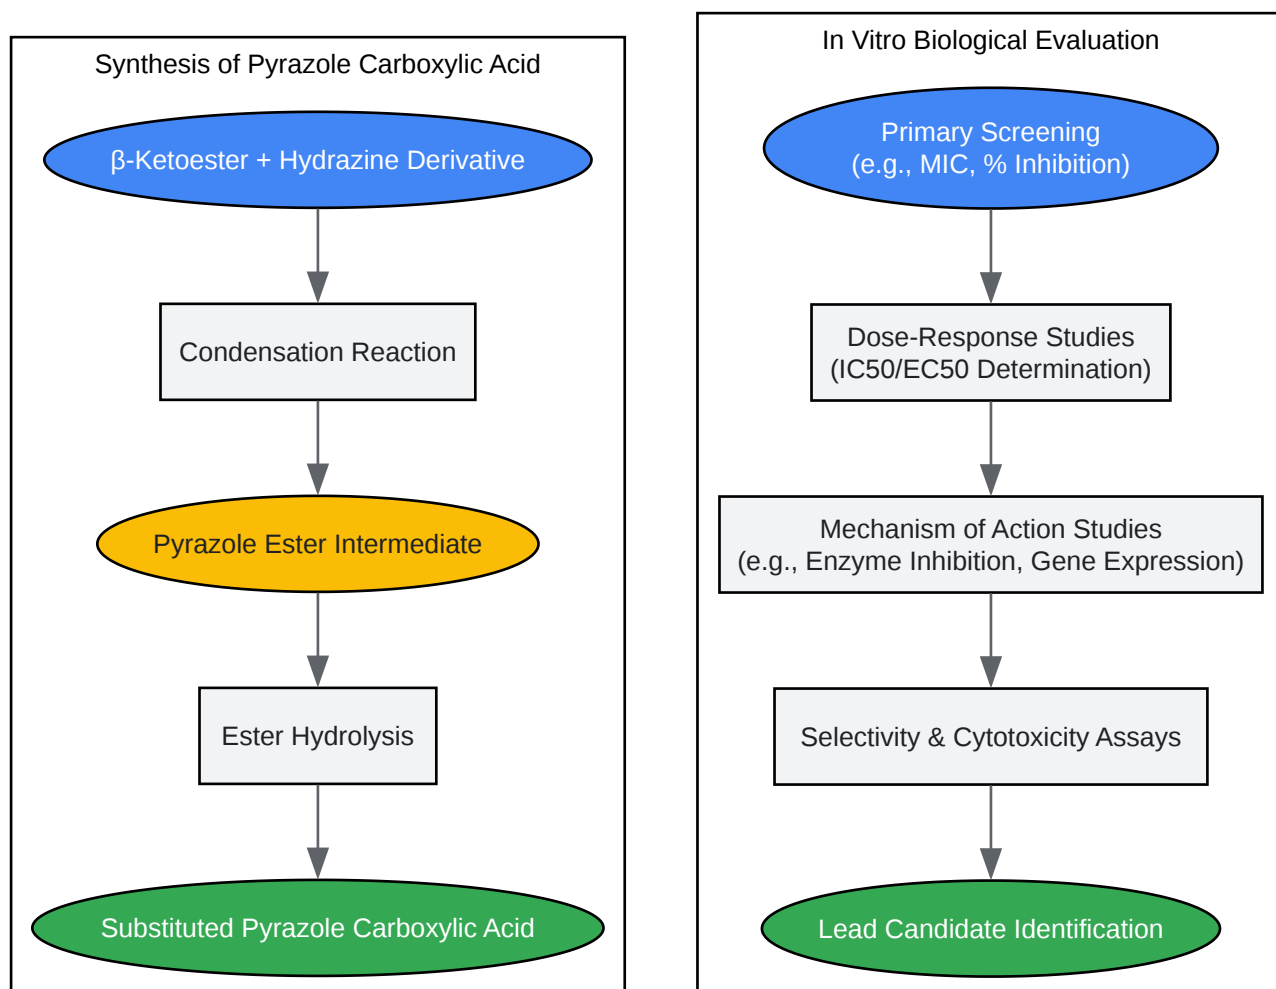 Synthesis of Pyrazole Carboxylic Acid
β-Ketoester + Hydrazine Derivative
Condensation Reaction
Pyrazole Ester Intermediate
Ester Hydrolysis
Substituted Pyrazole Carboxylic Acid
In Vitro Biological Evaluation
Primary Screening
(e.g., MIC, % Inhibition)
Dose-Response Studies
(IC50/EC50 Determination)
Mechanism of Action Studies
(e.g., Enzyme Inhibition, Gene Expression)
Selectivity & Cytotoxicity Assays
Lead Candidate Identification